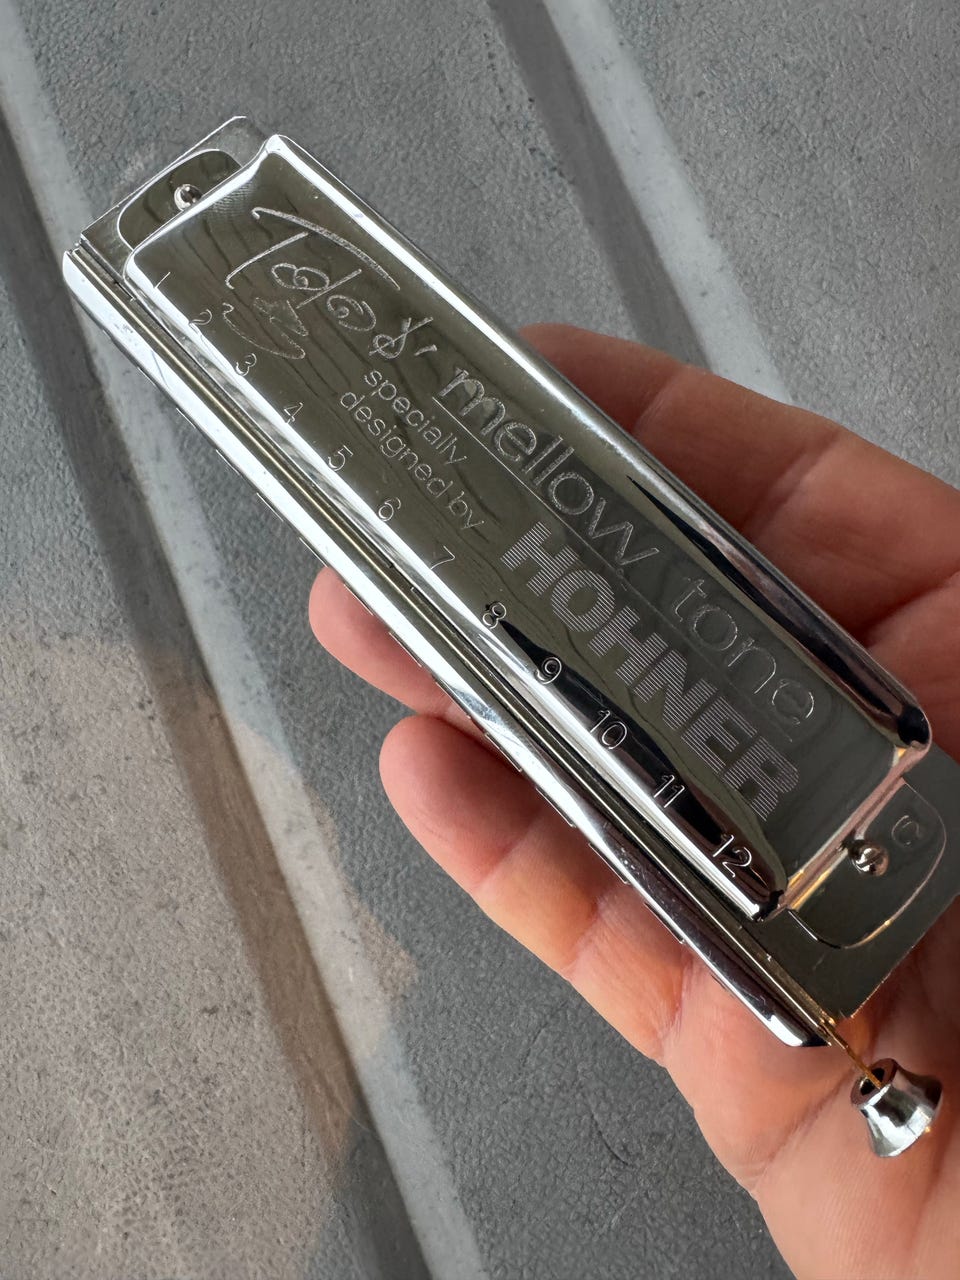 Toots'
mellow tone
specially
designed by
HOHNER
1 2 3 4 5 6 7 8 9 10 11 12
C